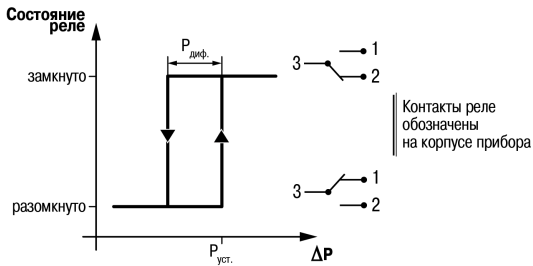 Состояние
реле
Pдиф.
замкнуто
3
1
2
Контакты реле
обозначены
на корпусе прибора
разомкнуто
3
1
2
Pуст.
ΔP